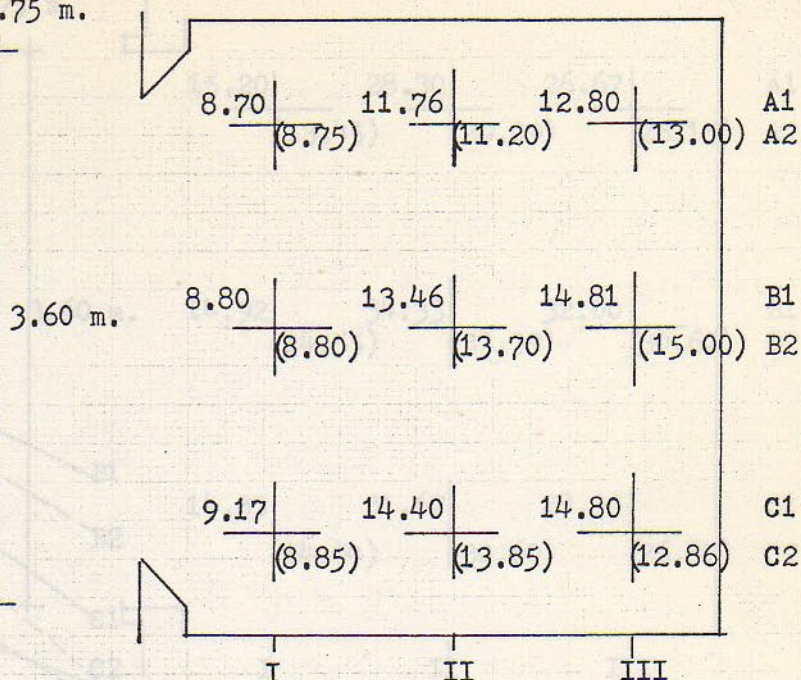 .75 m.
8.70 11.76 12.80 A1
(8.75) (11.20) (13.00) A2
8.80 13.46 14.81 B1
3.60 m.
(8.80) (13.70) (15.00) B2
9.17 14.40 14.80 C1
(8.85) (13.85) (12.86) C2
I II III